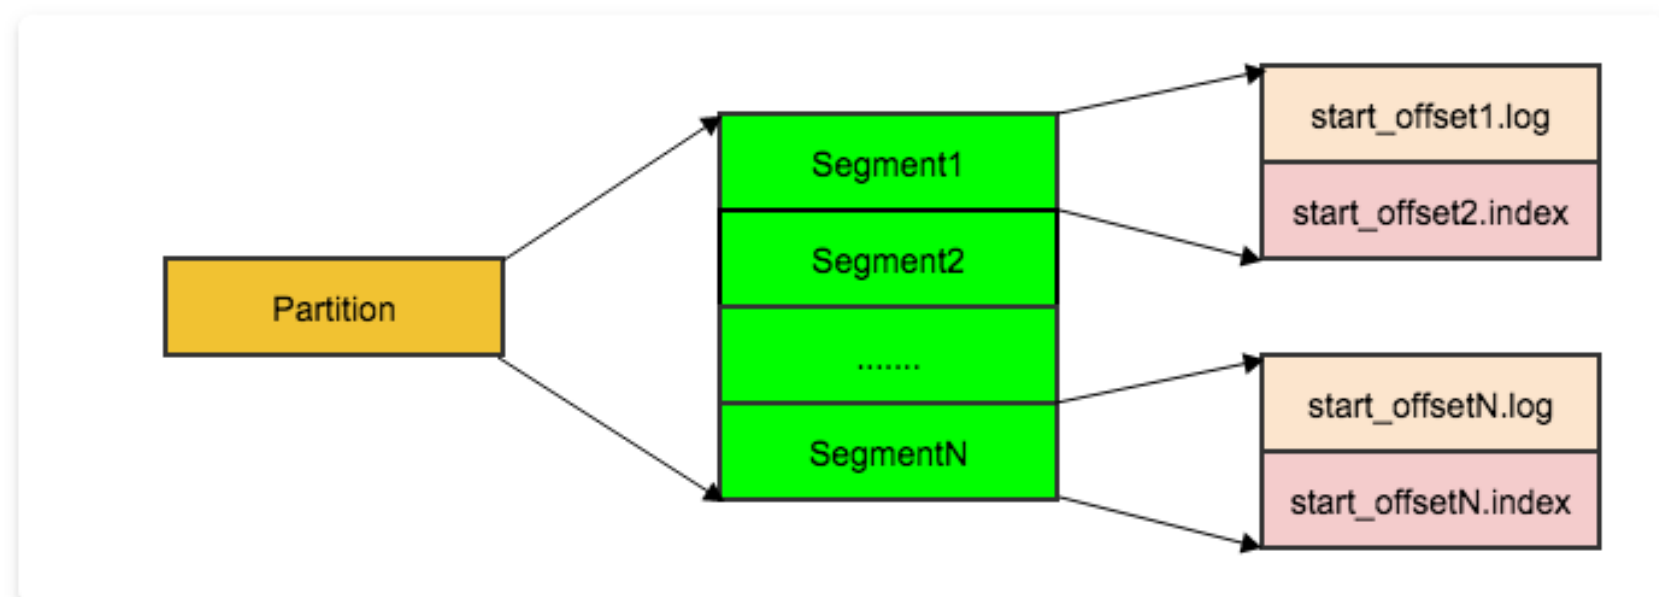 Partition
Segment1
Segment2
.......
SegmentN
start_offset1.log
start_offset2.index
start_offsetN.log
start_offsetN.index